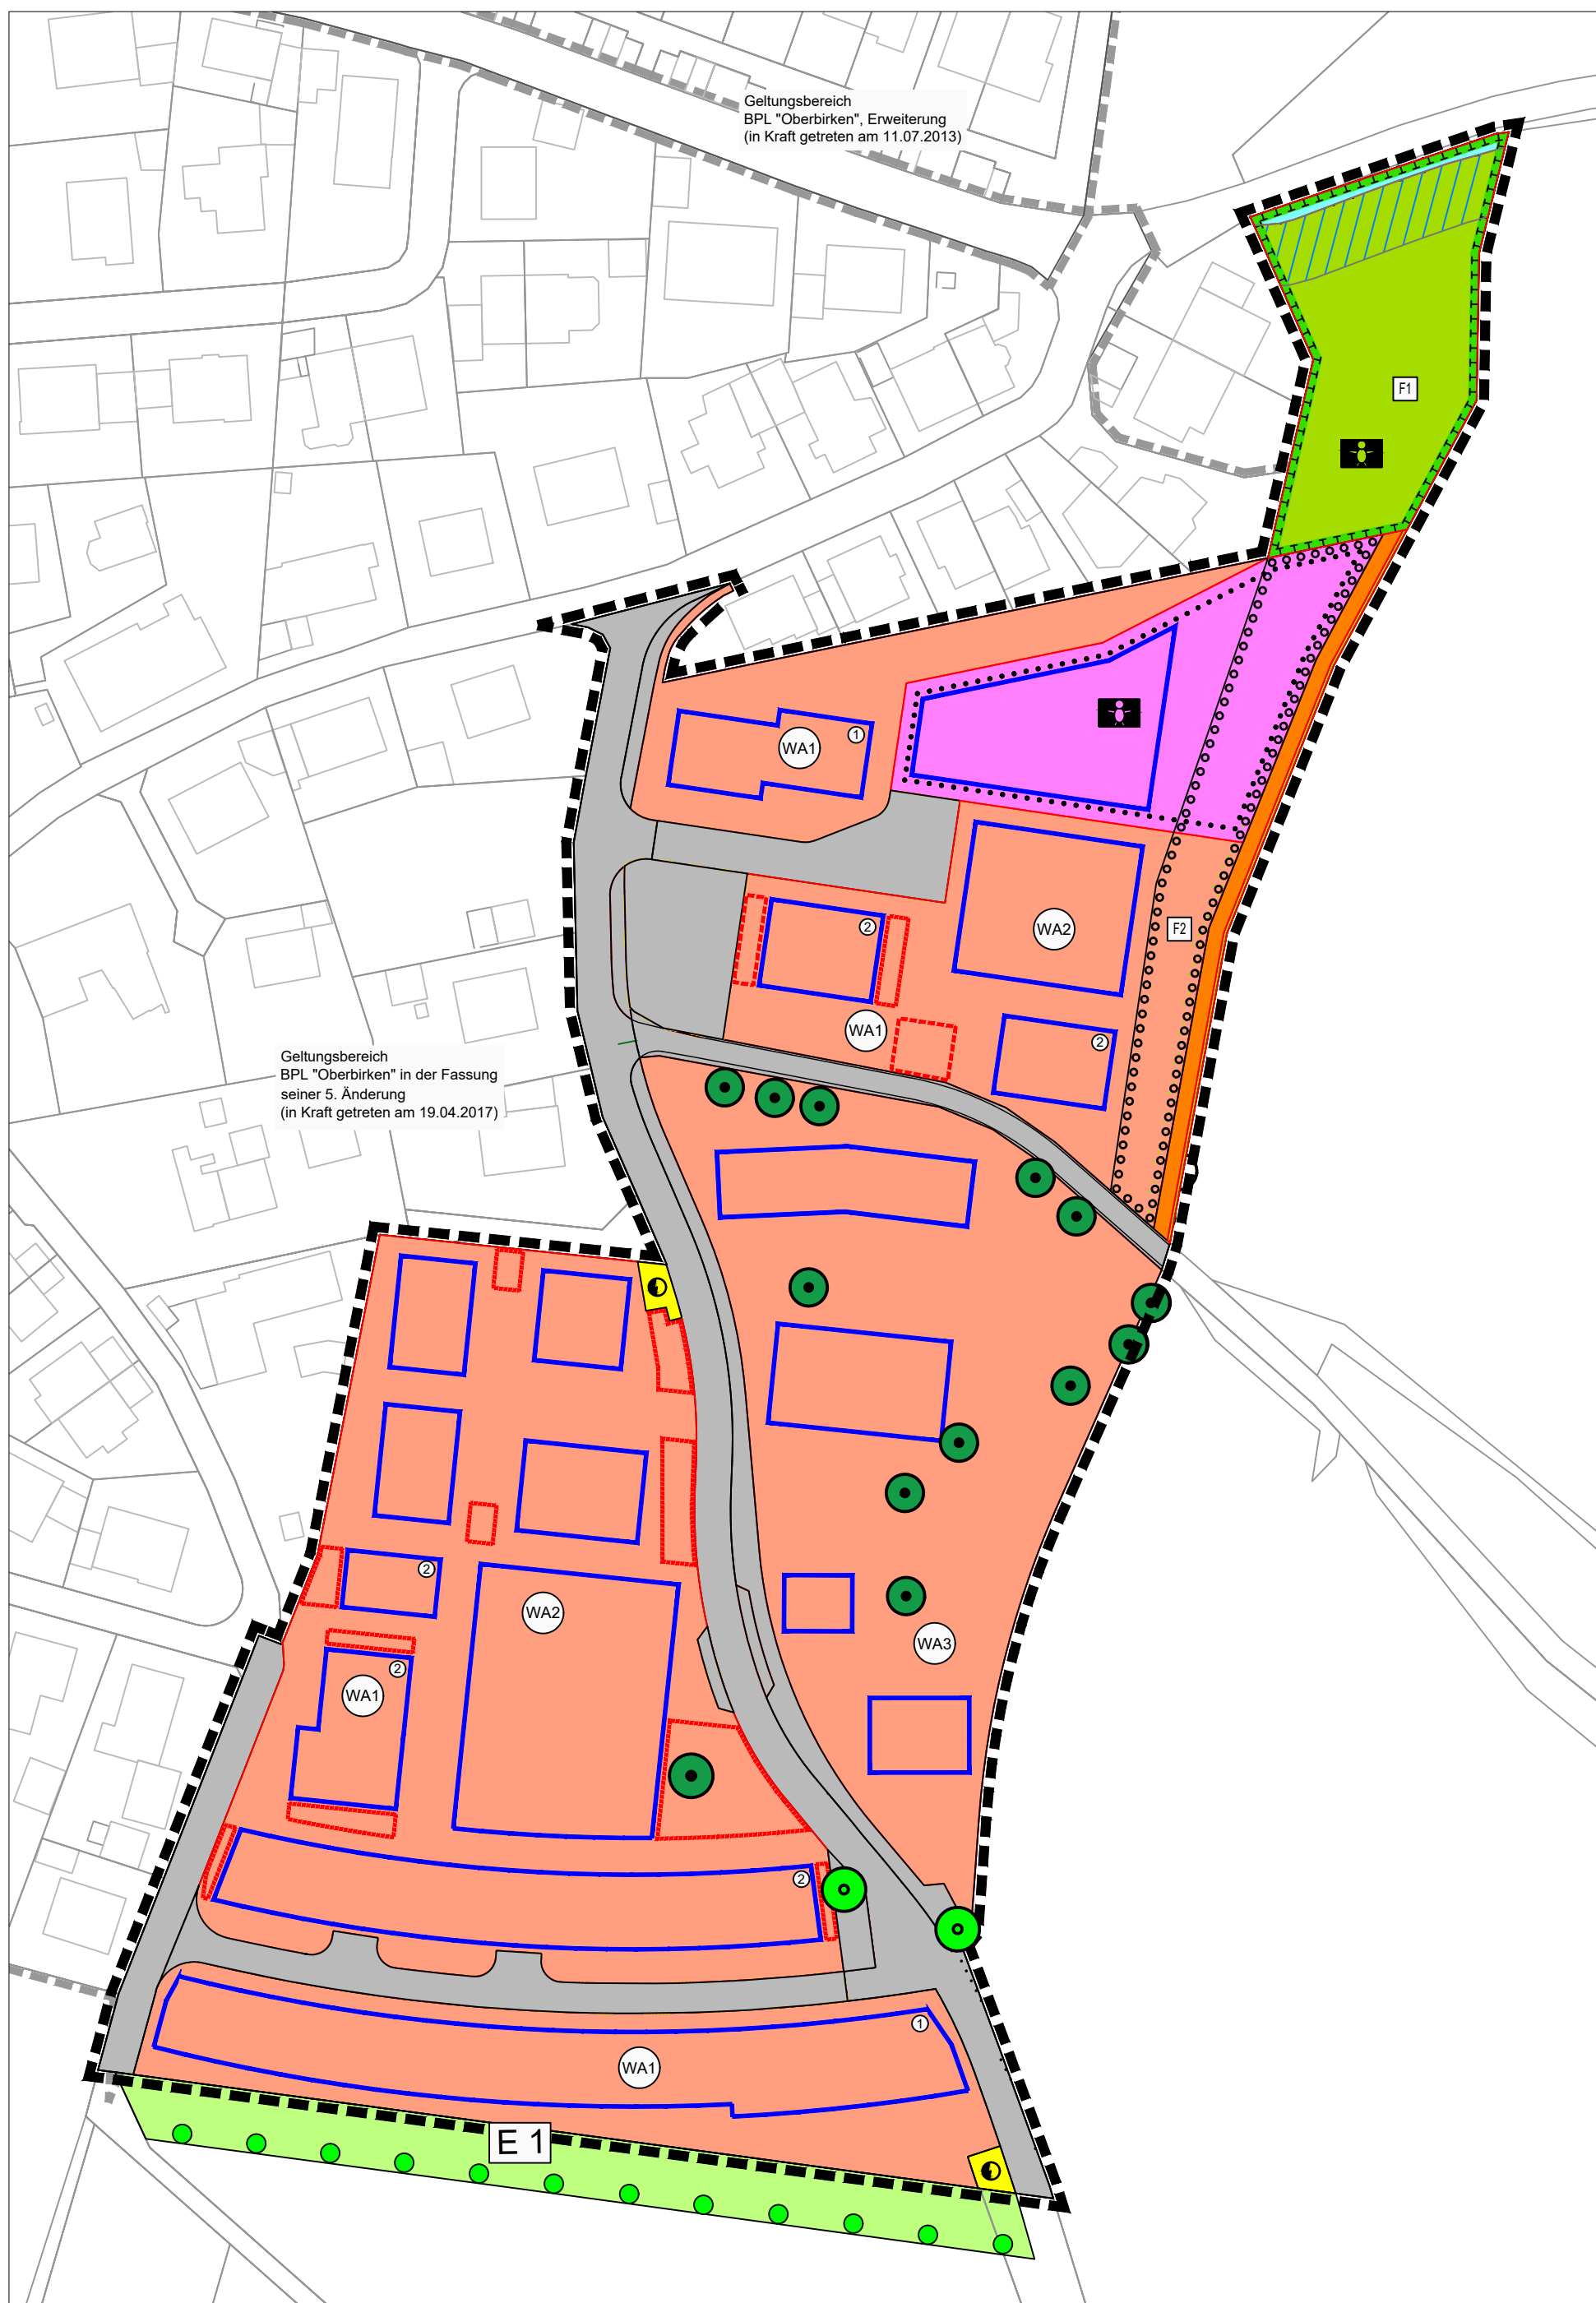 Geltungsbereich
BPL "Oberbirken", Erweiterung
(in Kraft getreten am 11.07.2013)
F1
WA1
1
2
WA2
F2
WA1
2
Geltungsbereich
BPL "Oberbirken" in der Fassung
seiner 5. Änderung
(in Kraft getreten am 19.04.2017)
2
WA2
WA3
2
WA1
2
1
WA1
E 1